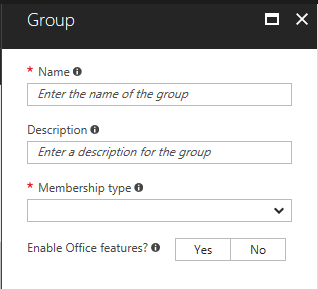 Group
* Name
Enter the name of the group
Description
Enter a description for the group
* Membership type
Enable Office features? Yes No